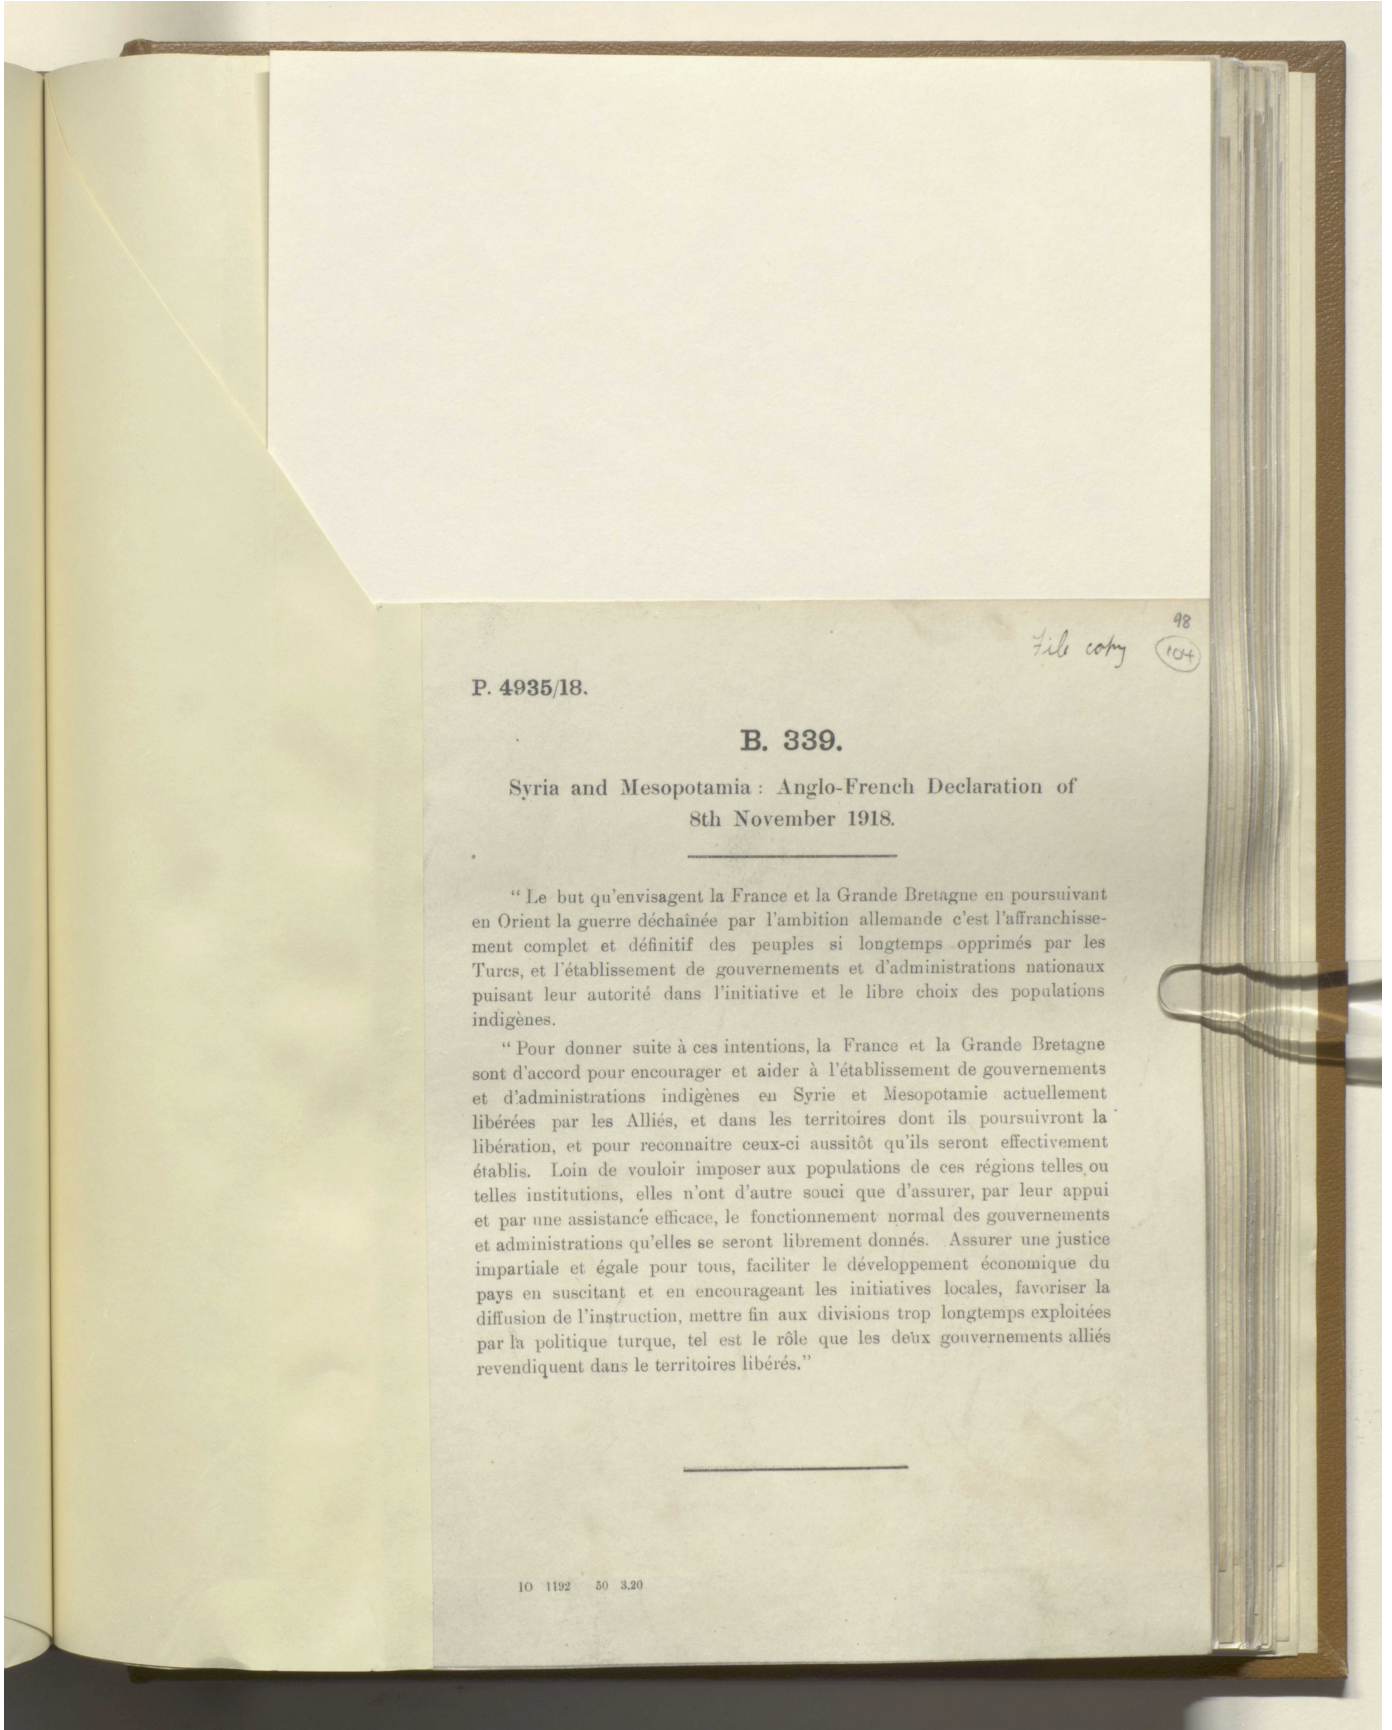 98
File copy 104
P. 4935/18.
B. 339.
Syria and Mesopotamia : Anglo-French Declaration of
8th November 1918.
“ Le but qu’envisagent la France et la Grande Bretagne en poursuivant
en Orient la guerre déchaînée par l’ambition allemande c’est l’affranchisse-
ment complet et définitif des peuples si longtemps opprimés par les
Turcs, et l’établissement de gouvernements et d’administrations nationaux
puisant leur autorité dans l’initiative et le libre choix des populations
indigènes.
“ Pour donner suite à ces intentions, la France et la Grande Bretagne
sont d’accord pour encourager et aider à l’établissement de gouvernements
et d’administrations indigènes en Syrie et Mesopotamie actuellement
libérées par les Alliés, et dans les territoires dont ils poursuivront la
libération, et pour reconnaitre ceux-ci aussitôt qu’ils seront effectivement
établis. Loin de vouloir imposer aux populations de ces régions telles ou
telles institutions, elles n’ont d’autre souci que d’assurer, par leur appui
et par une assistance efficace, le fonctionnement normal des gouvernements
et administrations qu’elles se seront librement donnés. Assurer une justice
impartiale et égale pour tous, faciliter le développement économique du
pays en suscitant et en encourageant les initiatives locales, favoriser la
diffusion de l’instruction, mettre fin aux divisions trop longtemps exploitées
par la politique turque, tel est le rôle que les deux gouvernements alliés
revendiquent dans le territoires libérés.”
IO 1192 50 3.20